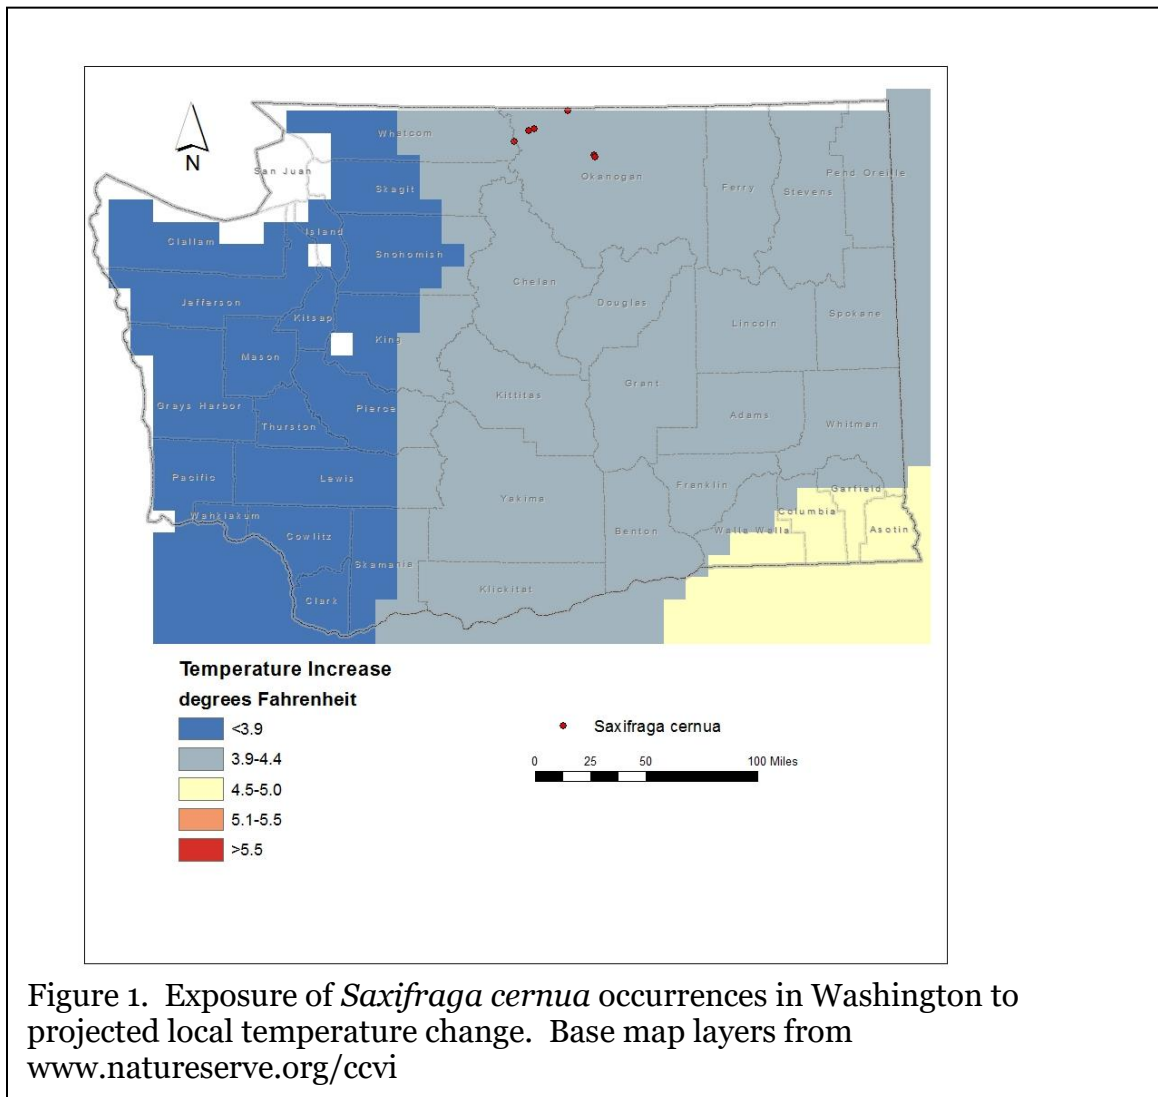 N
Whatcom
San Juan
Skagit
Island
Clallam
Snohomish
Okanogan
Ferry
Stevens
Pend Oreille
Chelan
Douglas
Jefferson
Kitsap
King
Mason
Lincoln
Spokane
Grant
Kittitas
Grays Harbor
Pierce
Thurston
Adams
Whitman
Pacific
Lewis
Yakima
Franklin
Garfield
Wahkiakum
Columbia
Cowlitz
Benton
Walla Walla
Asotin
Skamania
Clark
Klickitat
Temperature Increase
degrees Fahrenheit
<3.9
3.9-4.4
4.5-5.0
5.1-5.5
>5.5
Saxifraga cernua
0 25 50 100 Miles
Figure 1. Exposure of Saxifraga cernua occurrences in Washington to
projected local temperature change. Base map layers from
www.natureserve.org/ccvi